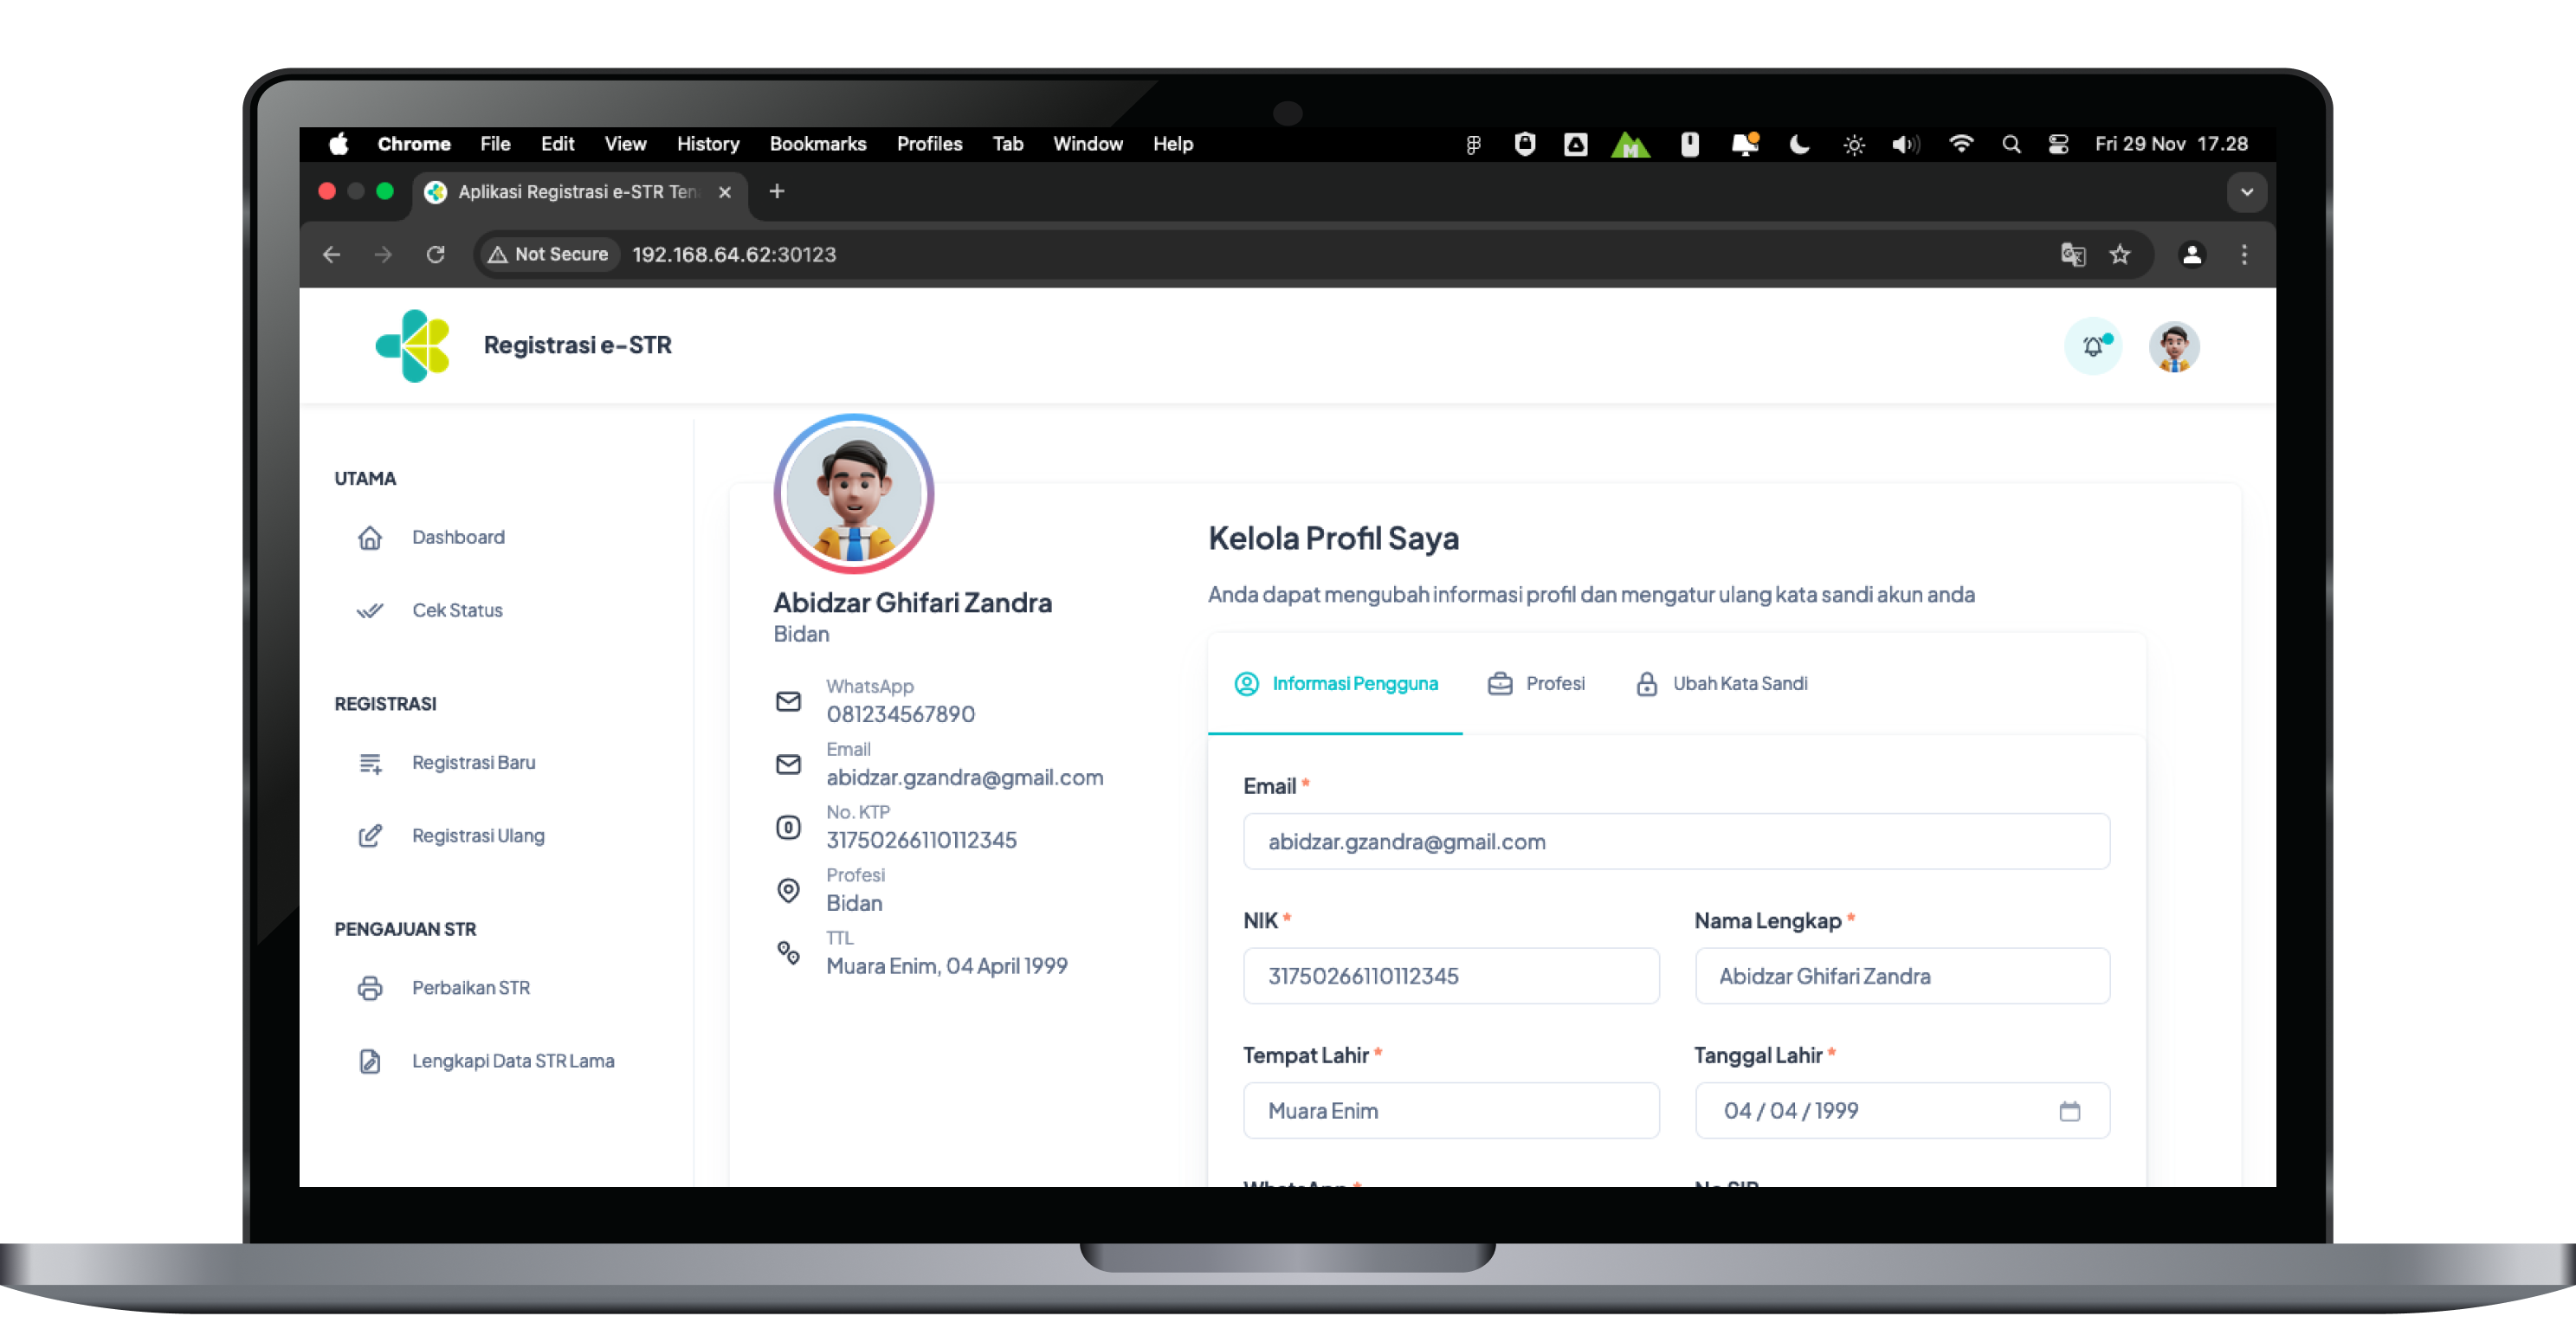 Chrome File Edit View History Bookmarks Profiles Tab Window Help Fri 29 Nov 17.28
Aplikasi Registrasi e-STR Ten
Not Secure 192.168.64.62:30123
Registrasi e-STR
UTAMA
Dashboard
Cek Status
REGISTRASI
Registrasi Baru
Registrasi Ulang
PENGAJUAN STR
Perbaikan STR
Lengkapi Data STR Lama
Abidzar Ghifari Zandra
Bidan
WhatsApp
081234567890
Email
abidzar.gzandra@gmail.com
No. KTP
31750266110112345
Profesi
Bidan
TTL
Muara Enim, 04 April 1999
Kelola Profil Saya
Anda dapat mengubah informasi profil dan mengatur ulang kata sandi akun anda
Informasi Pengguna Profesi Ubah Kata Sandi
Email *
abidzar.gzandra@gmail.com
NIK * Nama Lengkap *
31750266110112345 Abidzar Ghifari Zandra
Tempat Lahir * Tanggal Lahir *
Muara Enim 04 / 04 / 1999
WhatsApp * No SIP